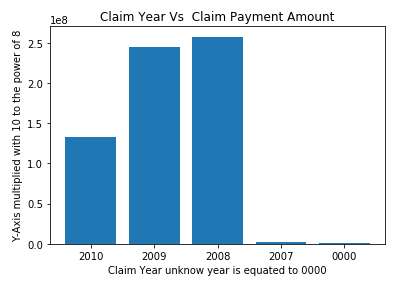 Claim Year Vs  Claim Payment Amount
1e8
Y-Axis multiplied with 10 to the power of 8
2.5
2.0
1.5
1.0
0.5
0.0
2010 2009 2008 2007 0000
Claim Year unknow year is equated to 0000